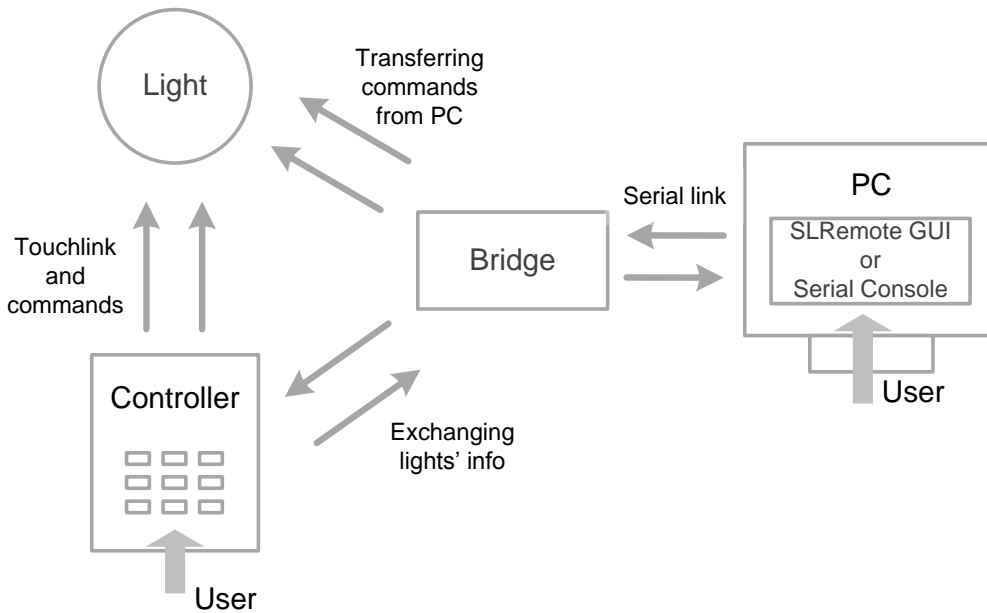 Light
Transferring
commands
from PC
Serial link
PC
SLRemote GUI
or
Serial Console
User
Touchlink
and
commands
Bridge
Controller
Exchanging
lights’ info
User